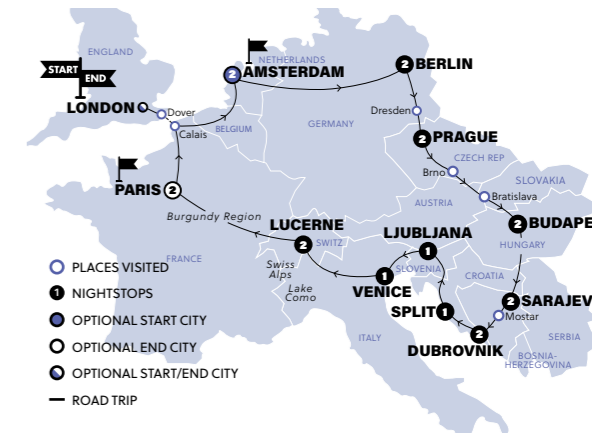 ENGLAND
NETHERLANDS
START
END
2
AMSTERDAM
2
BERLIN
LONDON
Dover
Calais
BELGIUM
GERMANY
Dresden
2
PRAGUE
CZECH REP
Brno
SLOVAKIA
PARIS
2
Bratislava
AUSTRIA
Burgundy Region
LUCERNE
2
SWITZ
LJUBLJANA
1
2
BUDAPE
HUNGARY
FRANCE
Swiss
Alps
Lake
Como
1
VENICE
SLOVENIA
CROATIA
SPLIT
1
2
SARAJEV
Mostar
ITALY
2
DUBROVNIK
SERBIA
BOSNIA-
HERZEGOVINA
PLACES VISITED
1 NIGHTSTOPS
OPTIONAL START CITY
OPTIONAL END CITY
OPTIONAL START/END CITY
ROAD TRIP